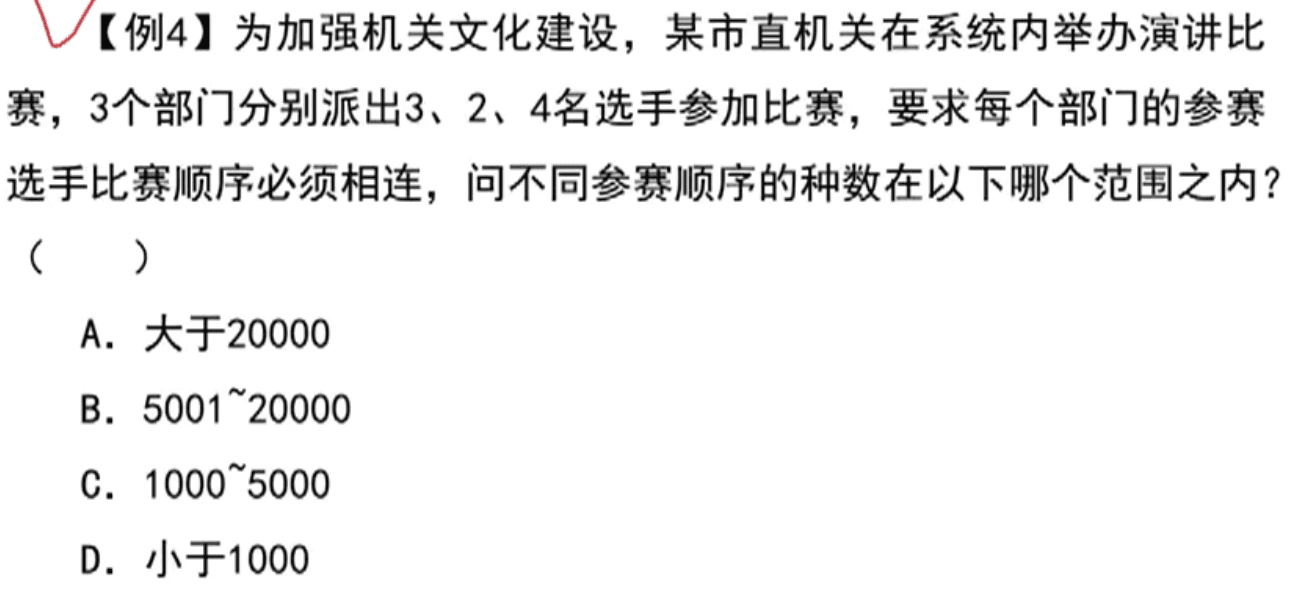 【例4】为加强机关文化建设，某市直机关在系统内举办演讲比
赛，3个部门分别派出3、2、4名选手参加比赛，要求每个部门的参赛
选手比赛顺序必须相连，问不同参赛顺序的种数在以下哪个范围之内？
（　　）
A. 大于20000
B. 5001~20000
C. 1000~5000
D. 小于1000